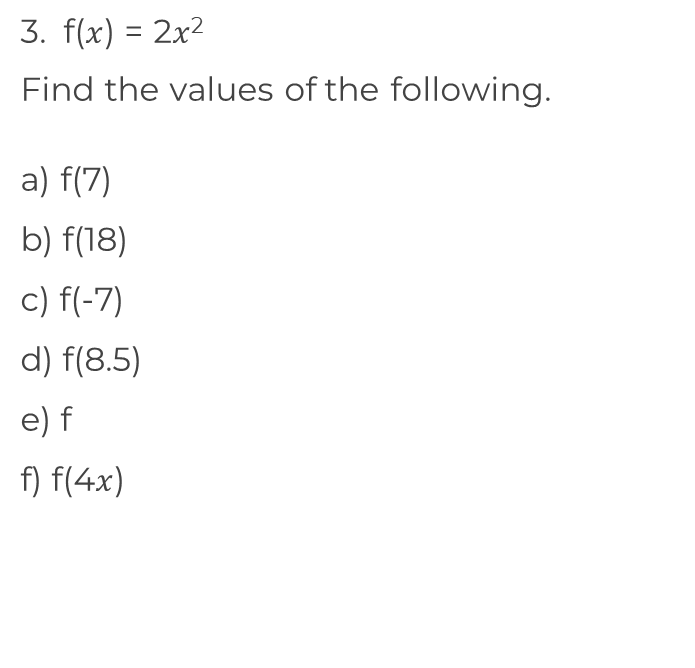 3. f(x) = 2x²
Find the values of the following.
a) f(7)
b) f(18)
c) f(-7)
d) f(8.5)
e) f
f) f(4x)